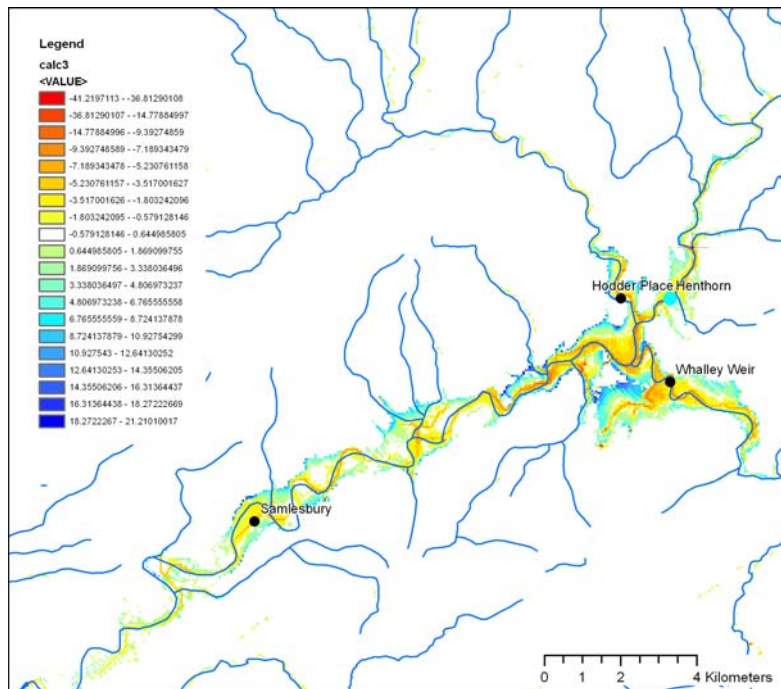 Legend
calc3
<VALUE>
-41.2197113 - -36.81290108
-36.81290107 - -14.77884997
-14.77884996 - -9.39274859
-9.392748589 - -7.189343479
-7.189343478 - -5.230761158
-5.230761157 - -3.517001627
-3.517001626 - -1.803242096
-1.803242095 - -0.579128146
-0.579128146 - 0.644985805
0.644985805 - 1.869099755
1.869099756 - 3.338036496
3.338036497 - 4.806973237
4.806973238 - 6.765555558
6.765555559 - 8.724137878
8.724137879 - 10.92754299
10.927543 - 12.64130252
12.64130253 - 14.35506205
14.35506206 - 16.31364437
16.31364438 - 18.27222669
18.2722267 - 21.21010017
Hodder Place Henthorn
Whalley Weir
Samlesbury
0 1 2 4 Kilometers